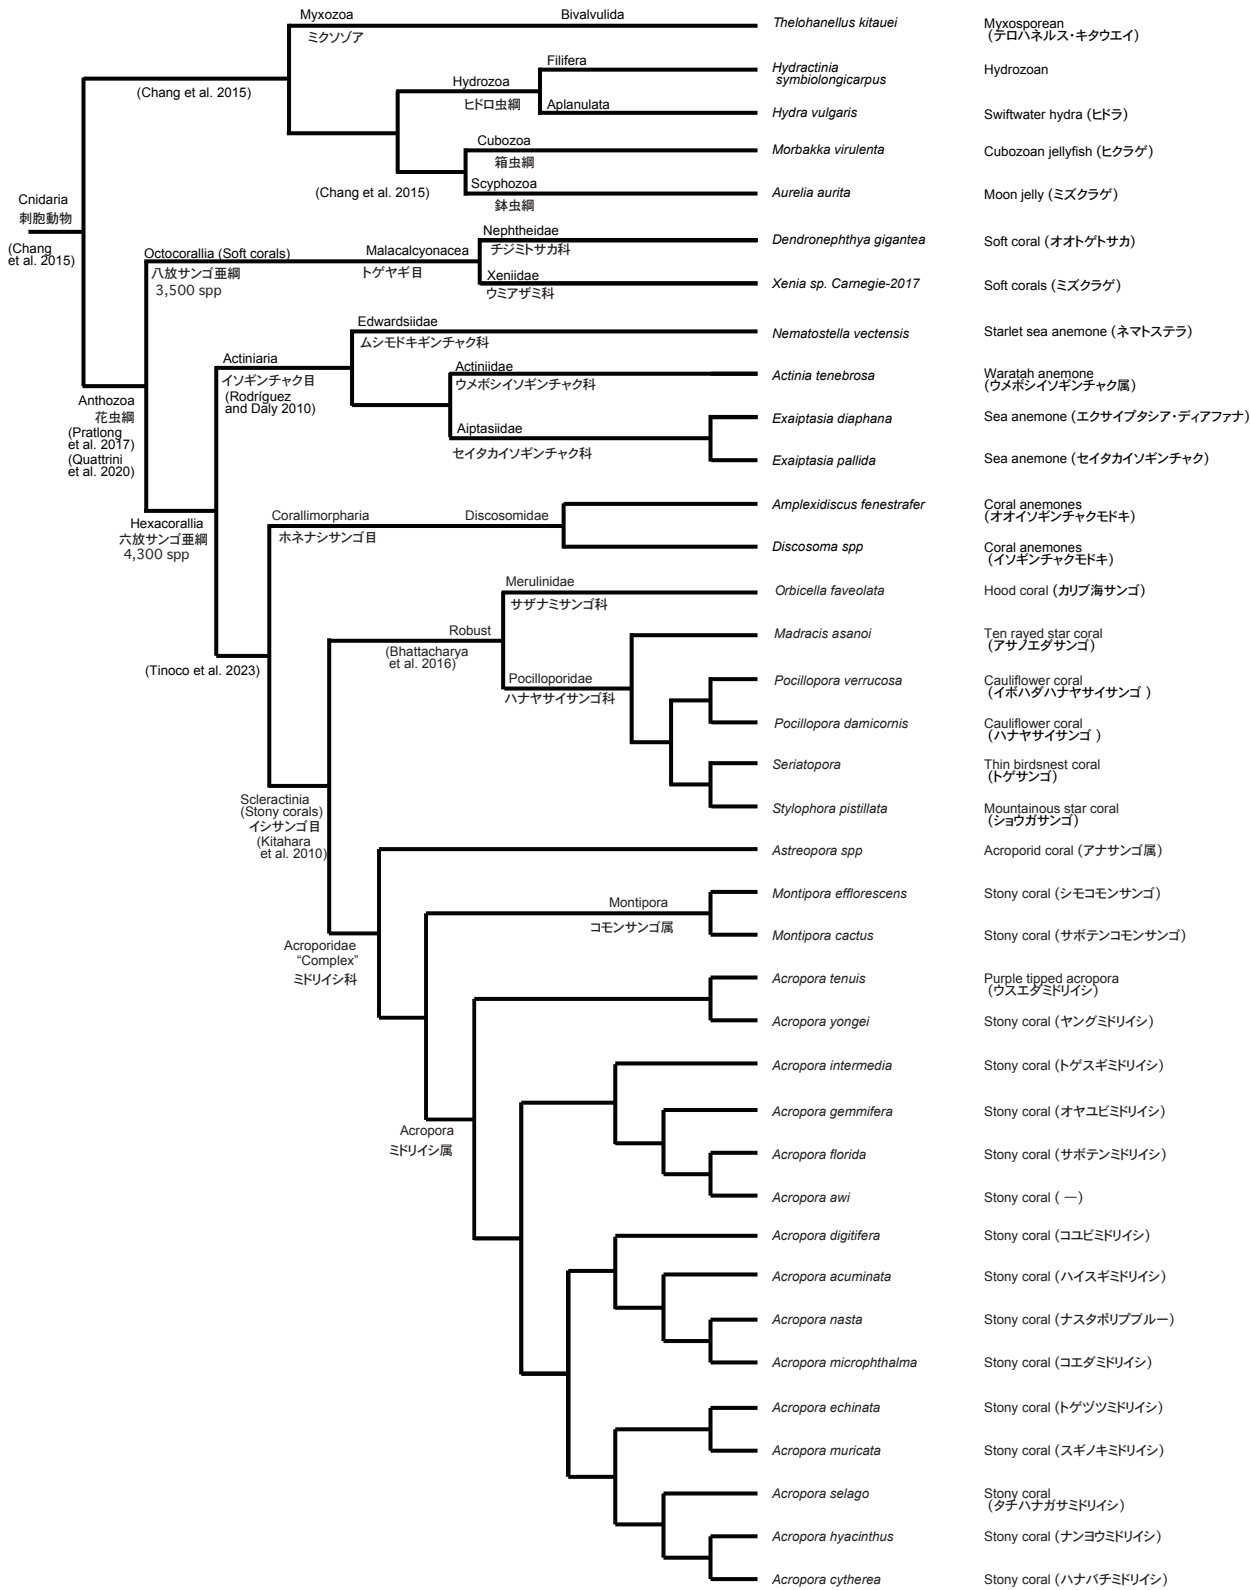 Myxozoa
ミクソゾア
Bivalvulida
Thelohanellus kitauei
Myxosporean
(テロハネルス・キタウエイ)
(Chang et al. 2015)
Hydrozoa
ヒドロ虫綱
Filifera
Hydractinia
symbiolongicarpus
Hydrozoan
Aplanulata
Hydra vulgaris
Swiftwater hydra (ヒドラ)
Cubozoa
箱虫綱
Morbakka virulenta
Cubozoan jellyfish (ヒクラゲ)
(Chang et al. 2015)
Scyphozoa
鉢虫綱
Aurelia aurita
Moon jelly (ミズクラゲ)
Cnidaria
刺胞動物
(Chang
et al. 2015)
Octocorallia (Soft corals)
八放サンゴ亜綱
3,500 spp
Malacalcyonacea
トゲヤギ目
Nephtheidae
チジミトサカ科
Dendronephthya gigantea
Soft coral (オオトゲトサカ)
Xeniidae
ウミアザミ科
Xenia sp. Carnegie-2017
Soft corals (ミズクラゲ)
Anthozoa
花虫綱
(Pratlong
et al. 2017)
(Quattrini
et al. 2020)
Actiniaria
イソギンチャク目
(Rodríguez
and Daly 2010)
Edwardsiidae
ムシモドキギンチャク科
Nematostella vectensis
Starlet sea anemone (ネマトステラ)
Actiniidae
ウメボシイソギンチャク科
Actinia tenebrosa
Waratah anemone
(ウメボシイソギンチャク属)
Aiptasiidae
セイタカイソギンチャク科
Exaiptasia diaphana
Sea anemone (エクサイプタシア・ディアファナ)
Exaiptasia pallida
Sea anemone (セイタカイソギンチャク)
Hexacorallia
六放サンゴ亜綱
4,300 spp
Corallimorpharia
ホネナシサンゴ目
Discosomidae
Amplexidiscus fenestrafer
Coral anemones
(オオイソギンチャクモドキ)
Discosoma spp
Coral anemones
(イソギンチャクモドキ)
(Tinoco et al. 2023)
Robust
(Bhattacharya
et al. 2016)
Merulinidae
サザナミサンゴ科
Orbicella faveolata
Hood coral (カリブ海サンゴ)
Pocilloporidae
ハナヤサイサンゴ科
Madracis asanoi
Ten rayed star coral
(アサノエダサンゴ)
Pocillopora verrucosa
Cauliflower coral
(イボハダハナヤサイサンゴ )
Pocillopora damicornis
Cauliflower coral
(ハナヤサイサンゴ )
Seriatopora
Thin birdsnest coral
(トゲサンゴ)
Stylophora pistillata
Mountainous star coral
(ショウガサンゴ)
Scleractinia
(Stony corals)
イシサンゴ目
(Kitahara
et al. 2010)
Astreopora spp
Acroporid coral (アナサンゴ属)
Acroporidae
“Complex”
ミドリイシ科
Montipora
コモンサンゴ属
Montipora efflorescens
Stony coral (シモコモンサンゴ)
Montipora cactus
Stony coral (サボテンコモンサンゴ)
Acropora
ミドリイシ属
Acropora tenuis
Purple tipped acropora
(ウスエダミドリイシ)
Acropora yongei
Stony coral (ヤングミドリイシ)
Acropora intermedia
Stony coral (トゲスギミドリイシ)
Acropora gemmifera
Stony coral (オヤユビミドリイシ)
Acropora florida
Stony coral (サボテンミドリイシ)
Acropora awi
Stony coral ( ―)
Acropora digitifera
Stony coral (コユビミドリイシ)
Acropora acuminata
Stony coral (ハイスギミドリイシ)
Acropora nasta
Stony coral (ナスタポリプブルー)
Acropora microphthalma
Stony coral (コエダミドリイシ)
Acropora echinata
Stony coral (トゲヅツミドリイシ)
Acropora muricata
Stony coral (スギノキミドリイシ)
Acropora selago
Stony coral
(タチハナガサミドリイシ)
Acropora hyacinthus
Stony coral (ナンヨウミドリイシ)
Acropora cytherea
Stony coral (ハナバチミドリイシ)